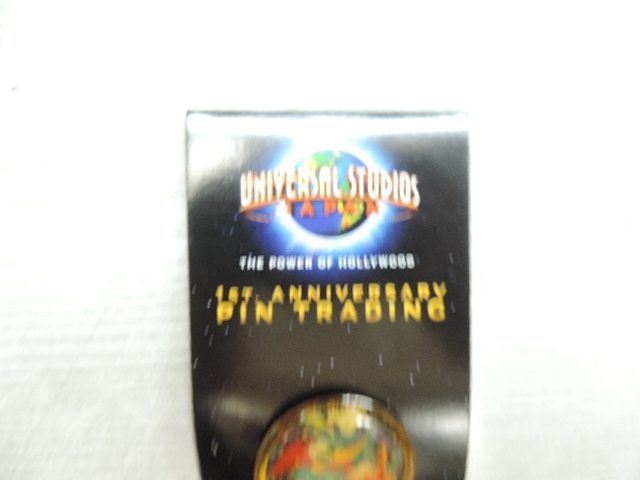 UNIVERSAL STUDIOS
JAPAN
THE POWER OF HOLLYWOOD
1ST. ANNIVERSARY
PIN TRADING